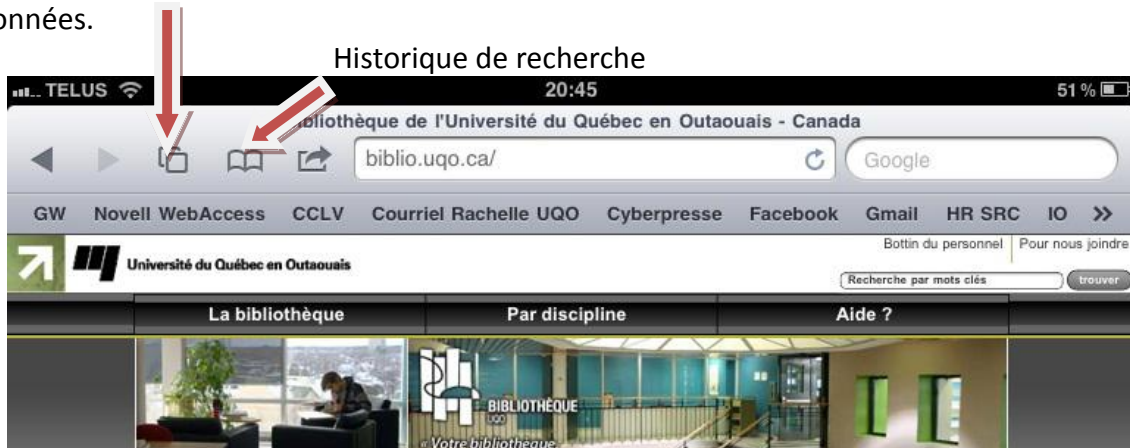 onnées.
Historique de recherche
TELUS 20:45 51 %
bliothèque de l'Université du Québec en Outaouais - Canada
biblio.uqo.ca/ Google
GW Novell WebAccess CCLV Courriel Rachelle UQO Cyberpresse Facebook Gmail HR SRC IO »
Bottin du personnel Pour nous joindre
Université du Québec en Outaouais
Recherche par mots clés trouver
La bibliothèque Par discipline Aide ?
BIBLIOTHÈQUE
UQO
« Votre bibliothèque